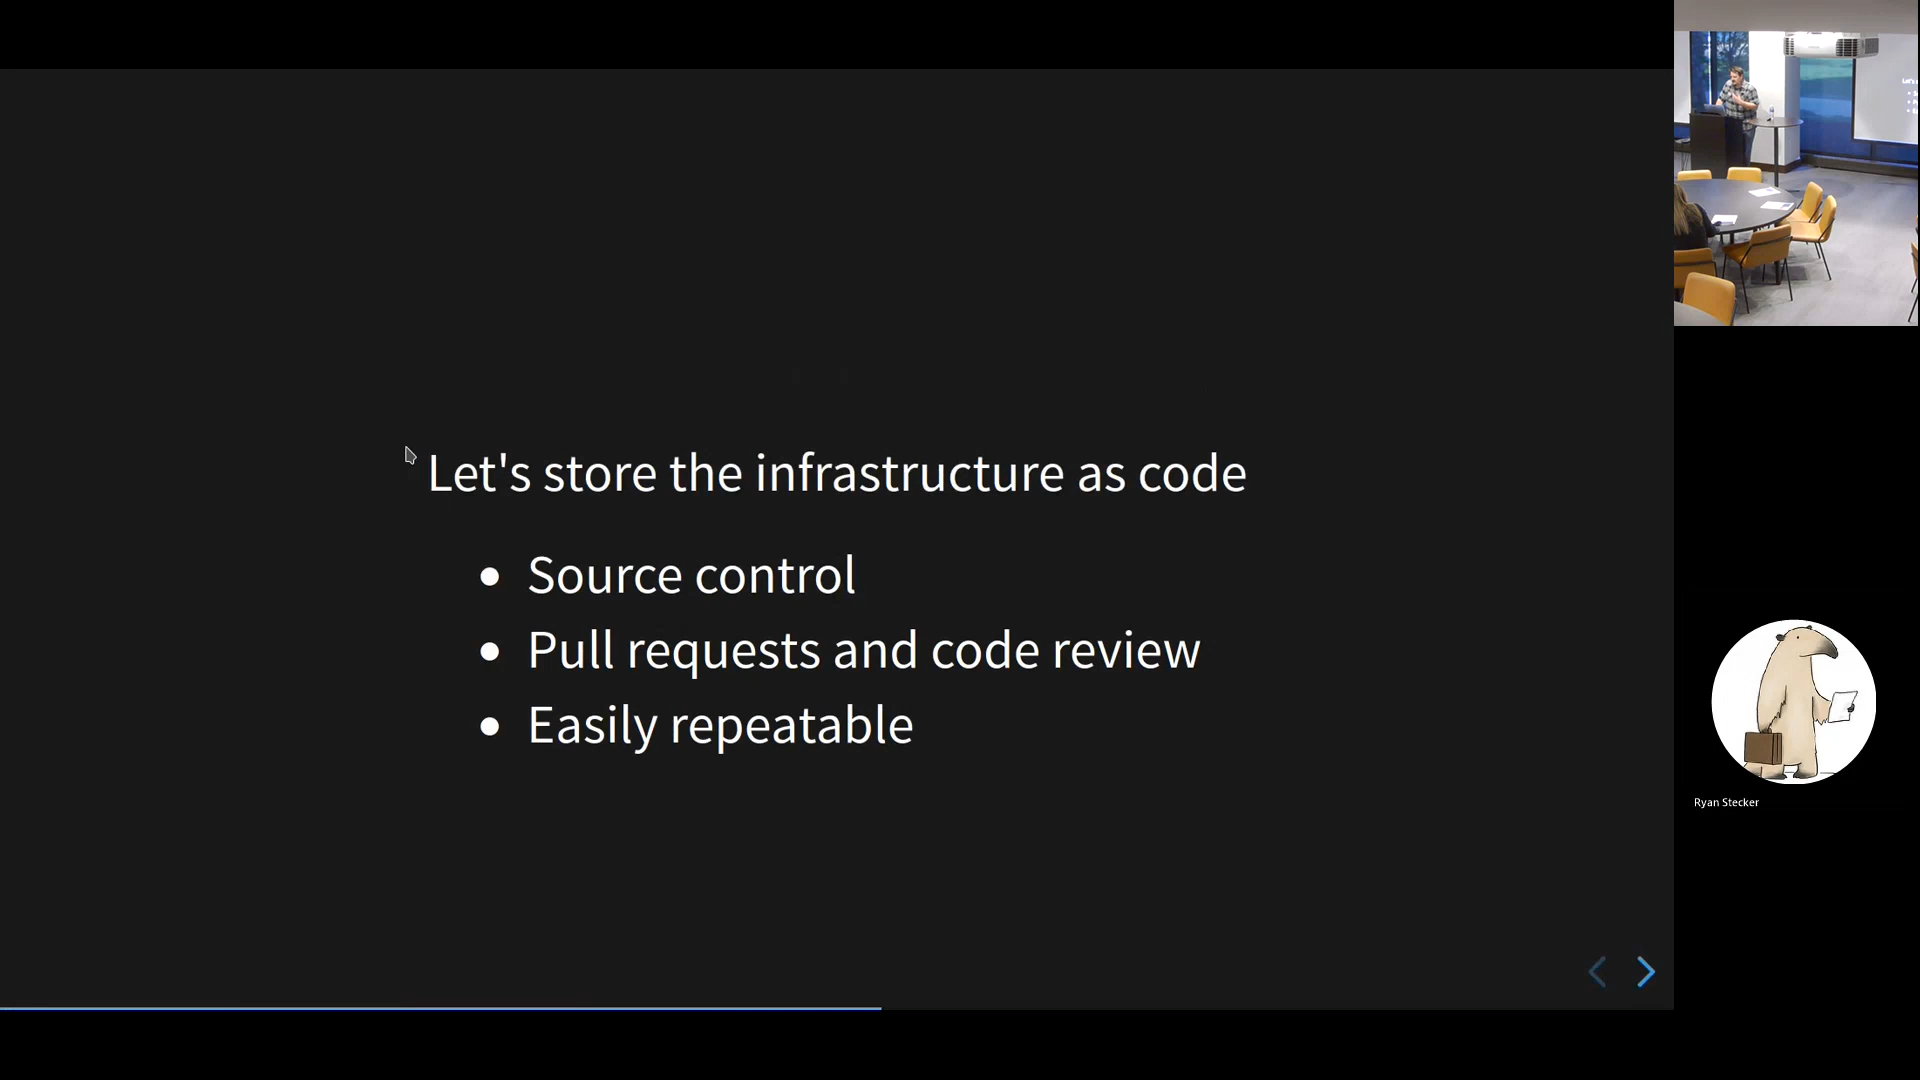 Let's store the infrastructure as code
Source control
Pull requests and code review
Easily repeatable
Ryan Stecker